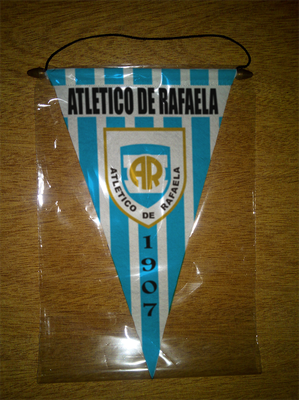 ATLETICO DE RAFAELA
AR
ATLETICO DE RAFAELA
1907